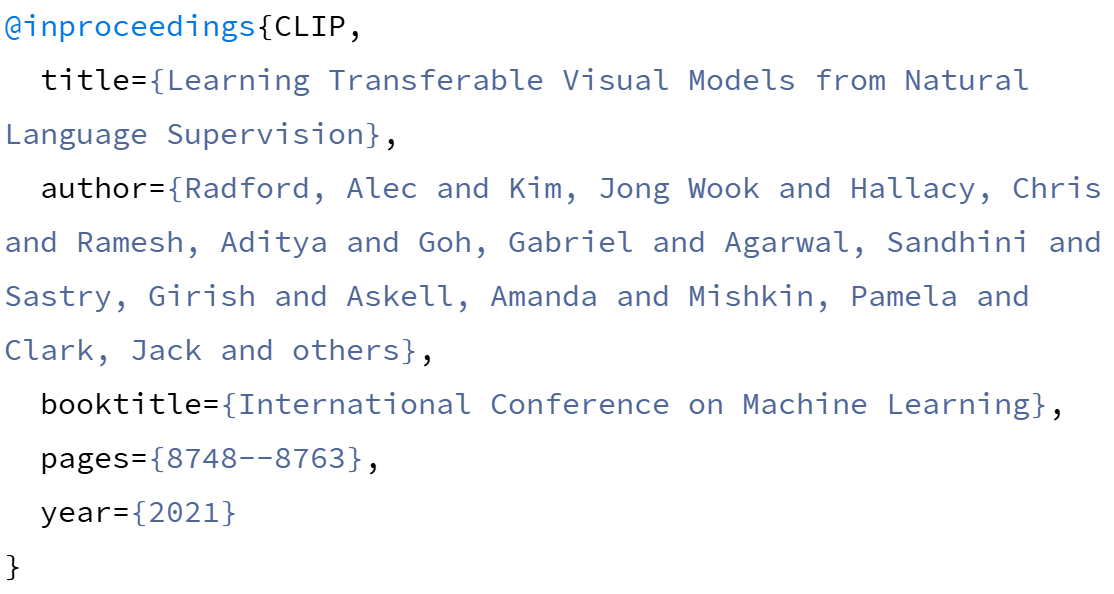 @inproceedings{CLIP,
  title={Learning Transferable Visual Models from Natural
Language Supervision},
  author={Radford, Alec and Kim, Jong Wook and Hallacy, Chris
and Ramesh, Aditya and Goh, Gabriel and Agarwal, Sandhini and
Sastry, Girish and Askell, Amanda and Mishkin, Pamela and
Clark, Jack and others},
  booktitle={International Conference on Machine Learning},
  pages={8748--8763},
  year={2021}
}